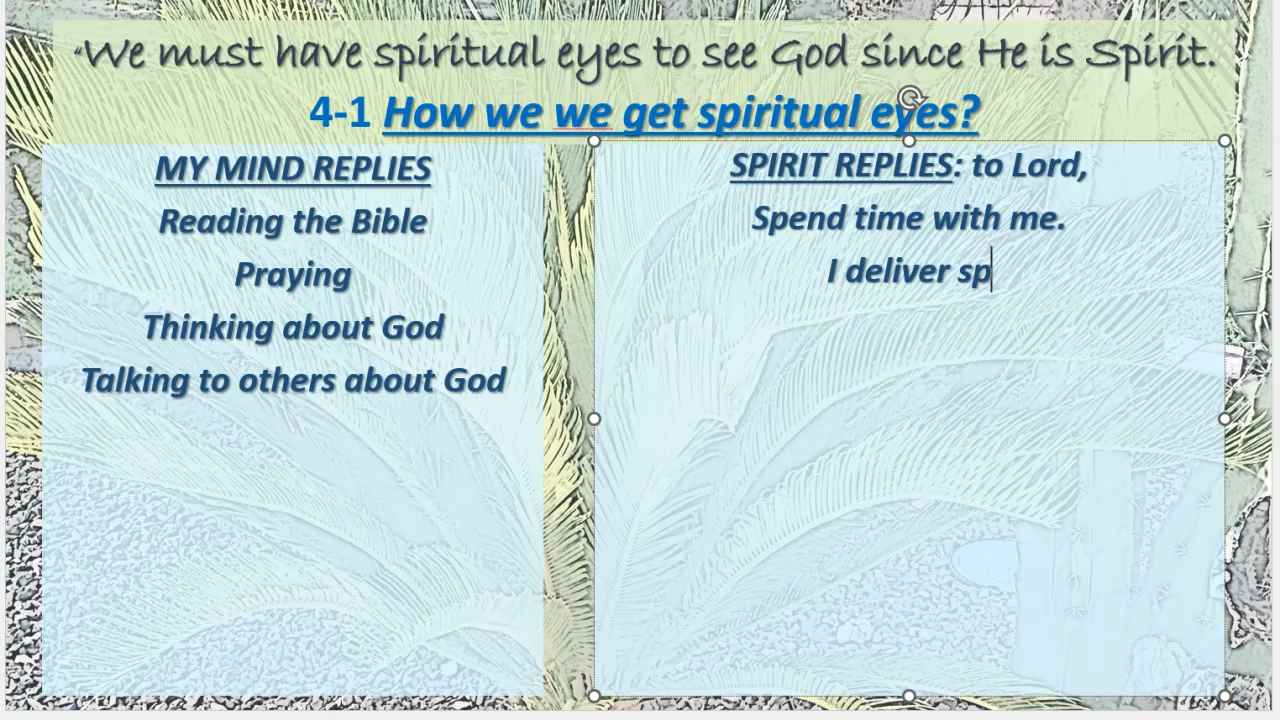 “We must have spiritual eyes to see God since He is Spirit.
4-1 How we we get spiritual eyes?
MY MIND REPLIES
Reading the Bible
Praying
Thinking about God
Talking to others about God
SPIRIT REPLIES: to Lord,
Spend time with me.
I deliver sp